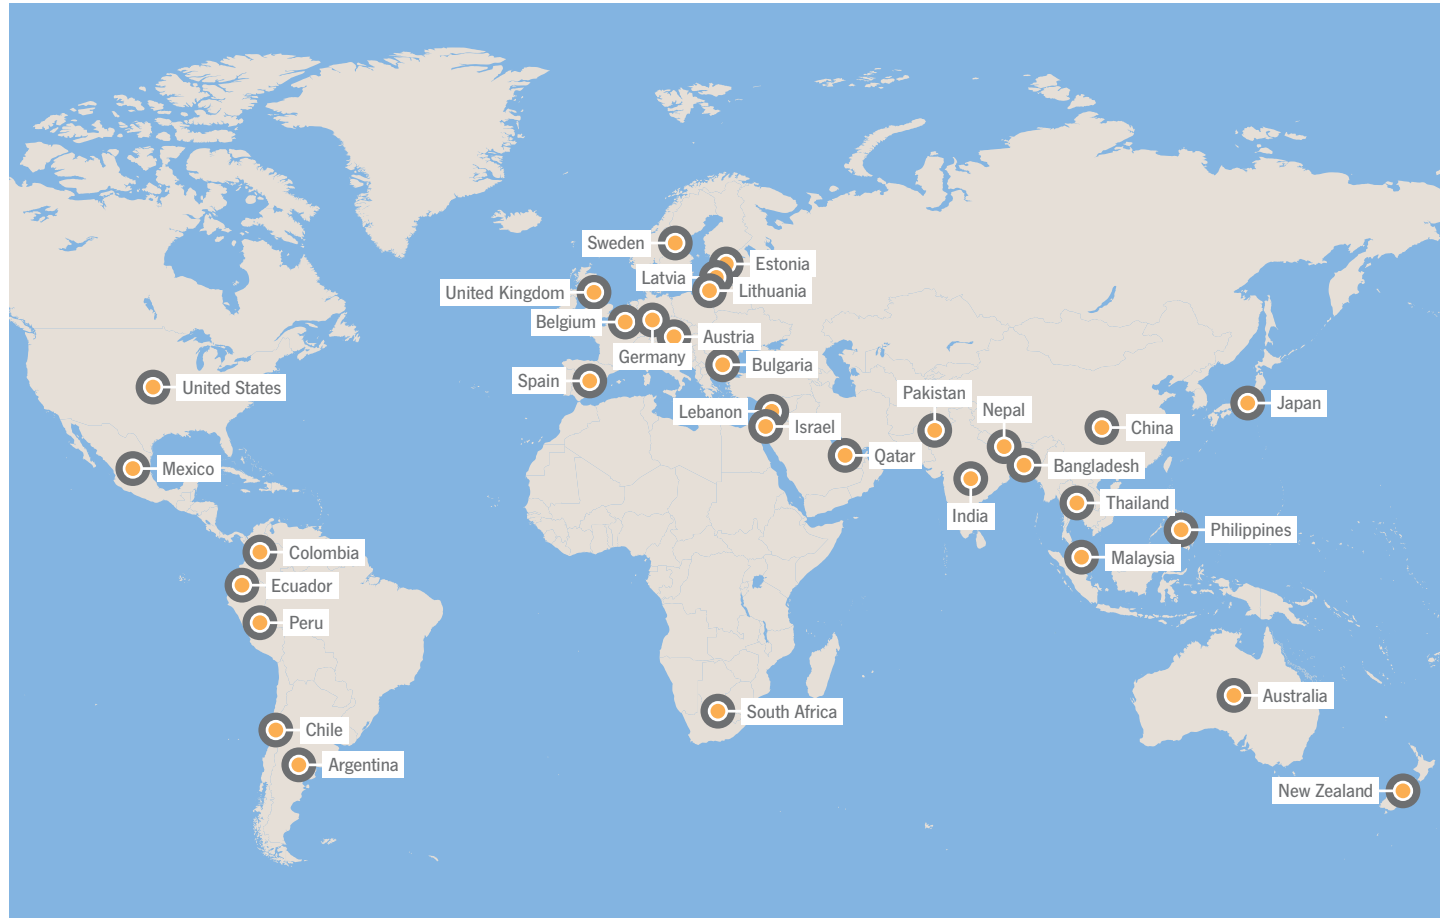 Sweden
Estonia
Latvia
Lithuania
United Kingdom
Belgium
Austria
Germany
Bulgaria
Spain
United States
Pakistan
Nepal
Japan
Lebanon
Israel
China
Qatar
Bangladesh
Mexico
Thailand
India
Philippines
Colombia
Malaysia
Ecuador
Peru
Australia
South Africa
Chile
Argentina
New Zealand